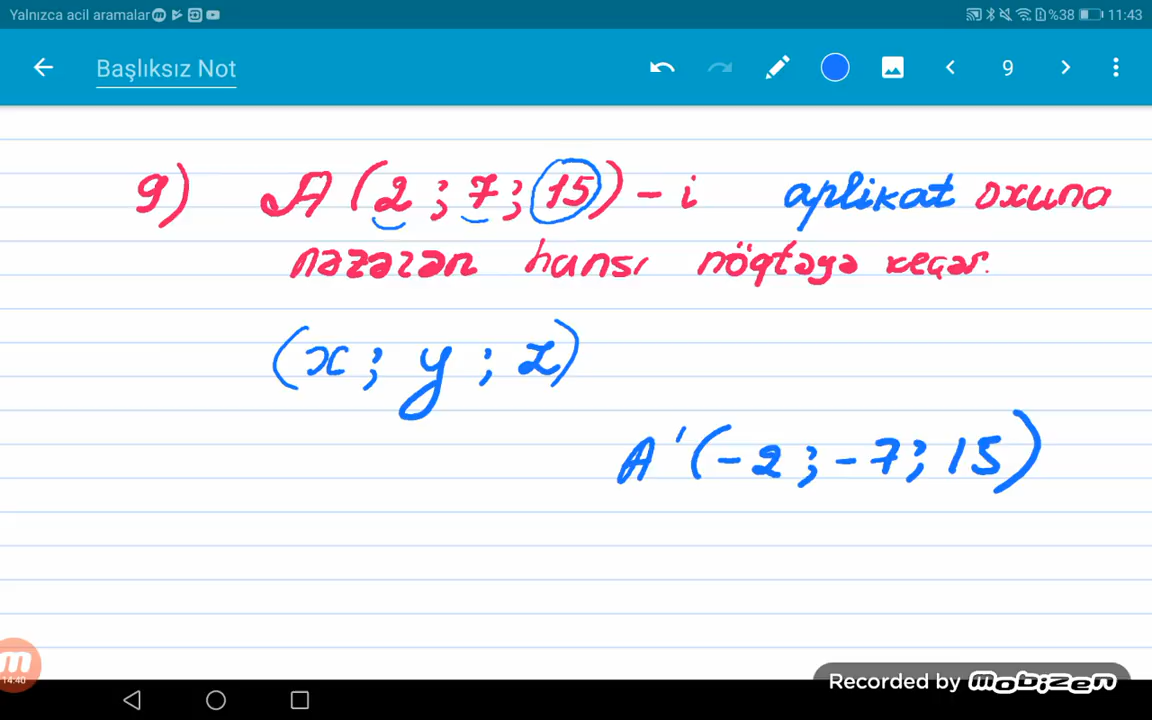 Yalnızca acil aramalar %38 11:43
Başlıksız Not 9
9) A (2 ; 7 ; 15) - i aplikat oxuna
nəzərən hansı nöqtəyə keçər.
(x ; y ; z)
A' (-2 ; -7 ; 15)
14:40
Recorded by mobizen